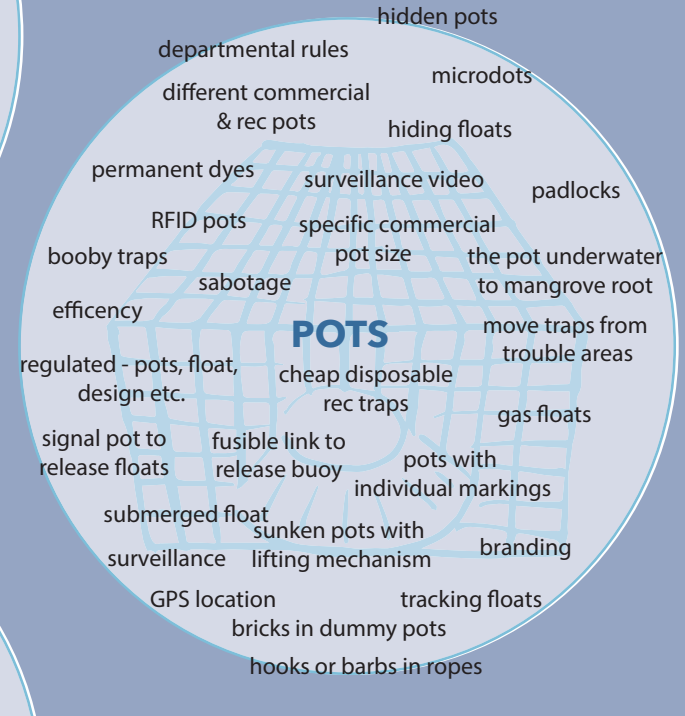 hidden pots
departmental rules
microdots
different commercial
& rec pots
hiding floats
permanent dyes
surveillance video
padlocks
RFID pots
specific commercial
pot size
booby traps
the pot underwater
to mangrove root
sabotage
efficency
POTS
move traps from
trouble areas
regulated - pots, float,
design etc.
cheap disposable
rec traps
gas floats
signal pot to
release floats
fusible link to
release buoy
pots with
individual markings
submerged float
sunken pots with
lifting mechanism
branding
surveillance
GPS location
tracking floats
bricks in dummy pots
hooks or barbs in ropes